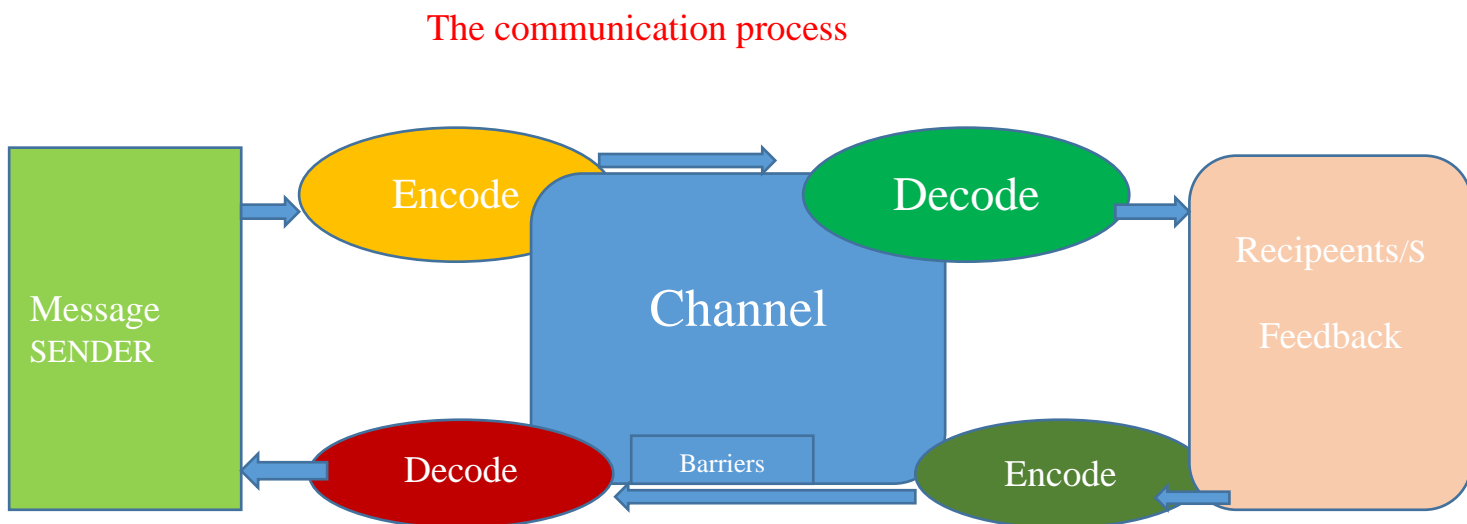 The communication process
Encode
Decode
Recipeents/S
Channel
Message
SENDER
Feedback
Decode
Barriers
Encode